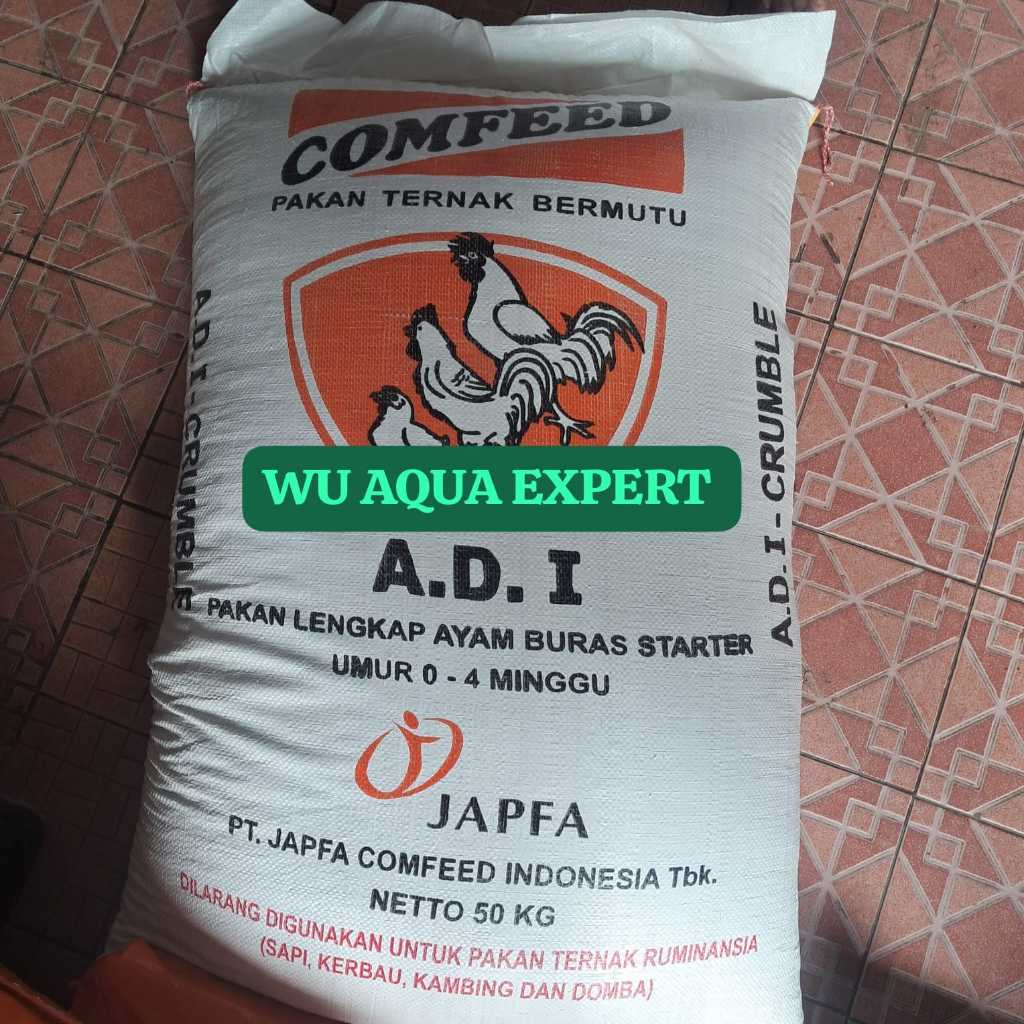 COMFEED
PAKAN TERNAK BERMUTU
A.D.I - CRUMBLE
A.D.I - CRUMBLE
WU AQUA EXPERT
A.D. I
PAKAN LENGKAP AYAM BURAS STARTER
UMUR 0 - 4 MINGGU
JAPFA
PT. JAPFA COMFEED INDONESIA Tbk.
NETTO 50 KG
DILARANG DIGUNAKAN UNTUK PAKAN TERNAK RUMINANSIA
(SAPI, KERBAU, KAMBING DAN DOMBA)